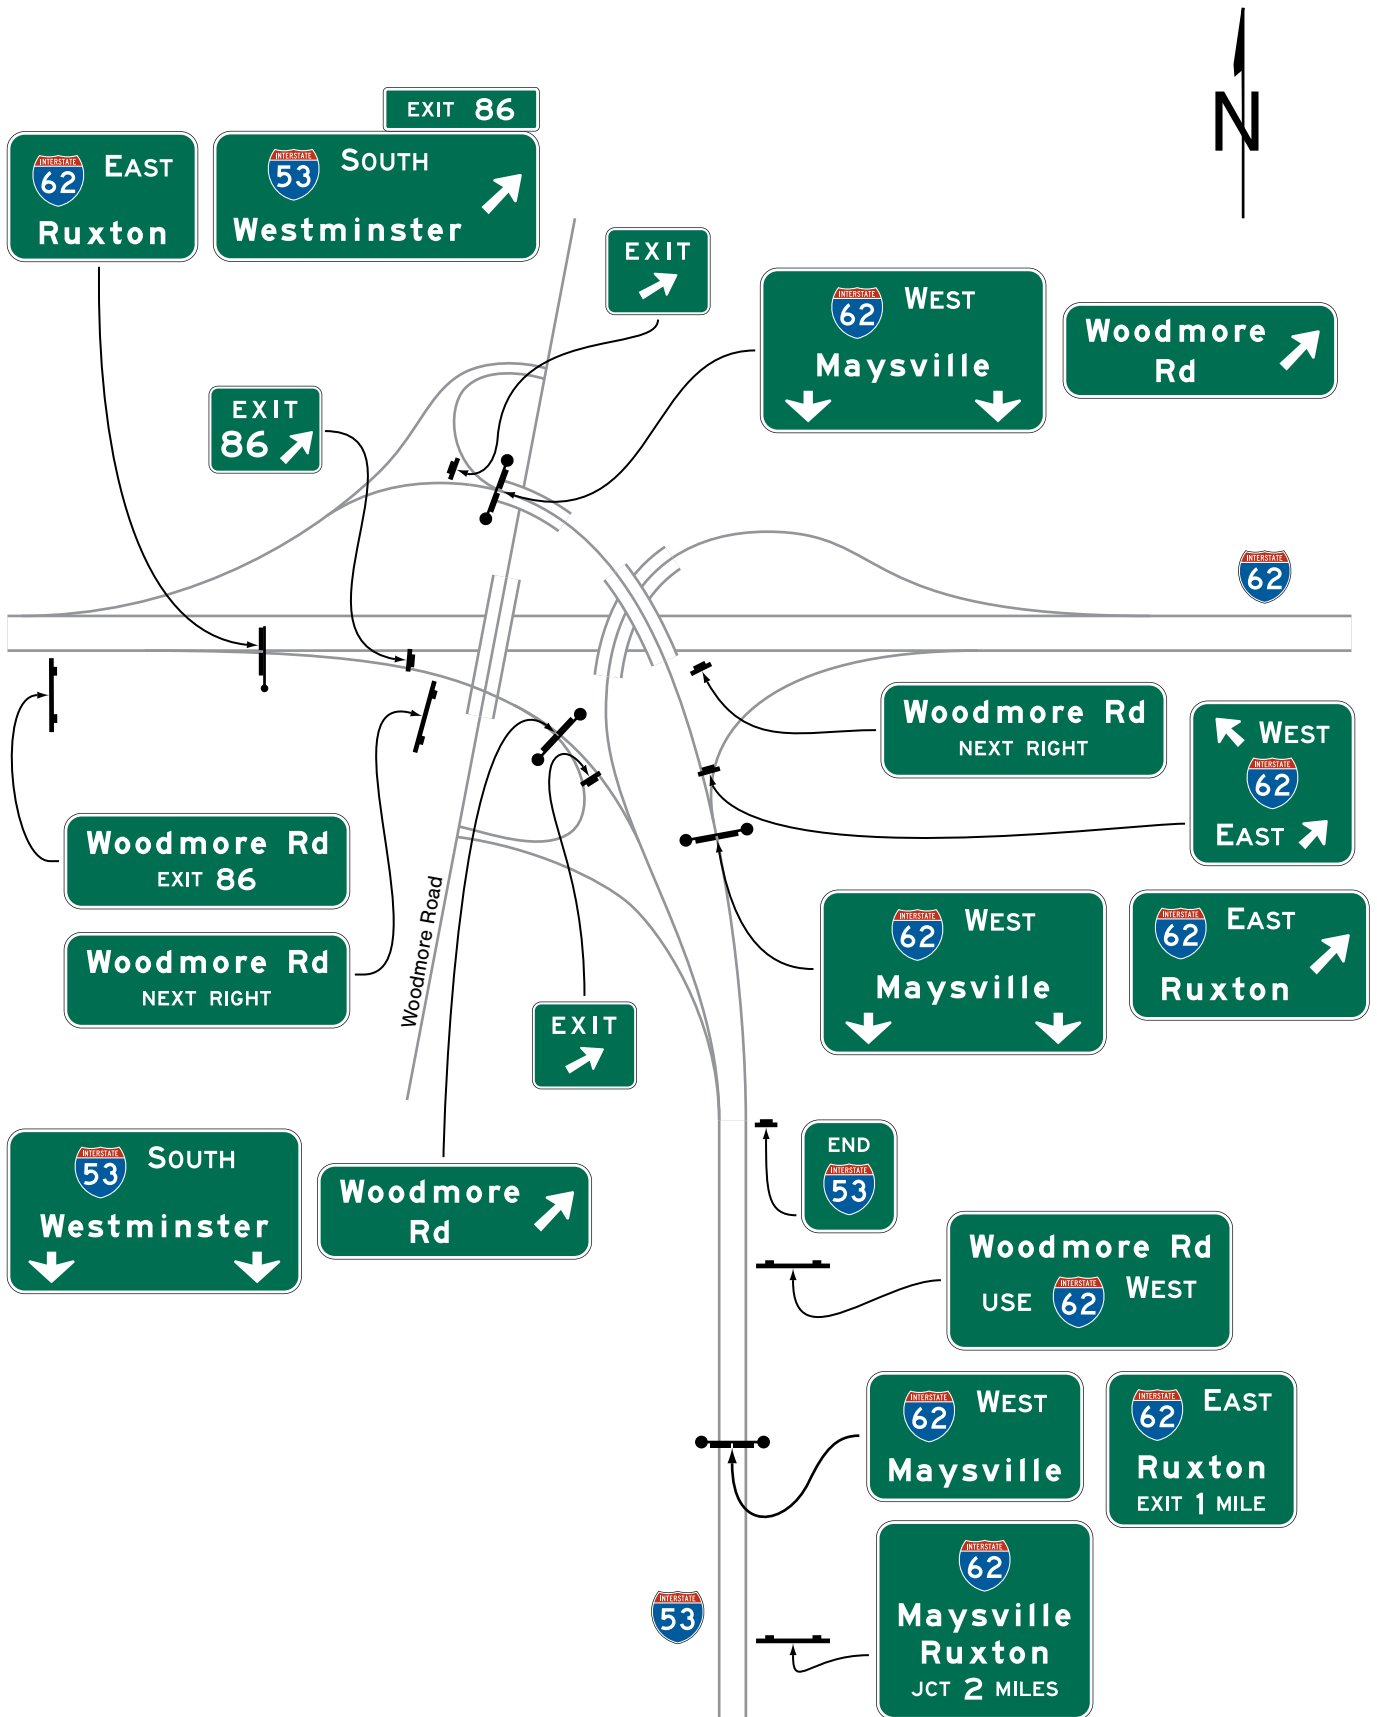 N
EXIT 86
INTERSTATE
62
EAST
Ruxton
INTERSTATE
53
SOUTH
Westminster
EXIT
INTERSTATE
62
WEST
Maysville
Woodmore
Rd
EXIT
86
INTERSTATE
62
Woodmore Rd
NEXT RIGHT
WEST
INTERSTATE
62
EAST
Woodmore Rd
EXIT 86
Woodmore Road
INTERSTATE
62
WEST
Maysville
INTERSTATE
62
EAST
Ruxton
Woodmore Rd
NEXT RIGHT
EXIT
INTERSTATE
53
SOUTH
Westminster
Woodmore
Rd
END
INTERSTATE
53
Woodmore Rd
USE
INTERSTATE
62
WEST
INTERSTATE
62
WEST
Maysville
INTERSTATE
62
EAST
Ruxton
EXIT 1 MILE
INTERSTATE
53
INTERSTATE
62
Maysville
Ruxton
JCT 2 MILES